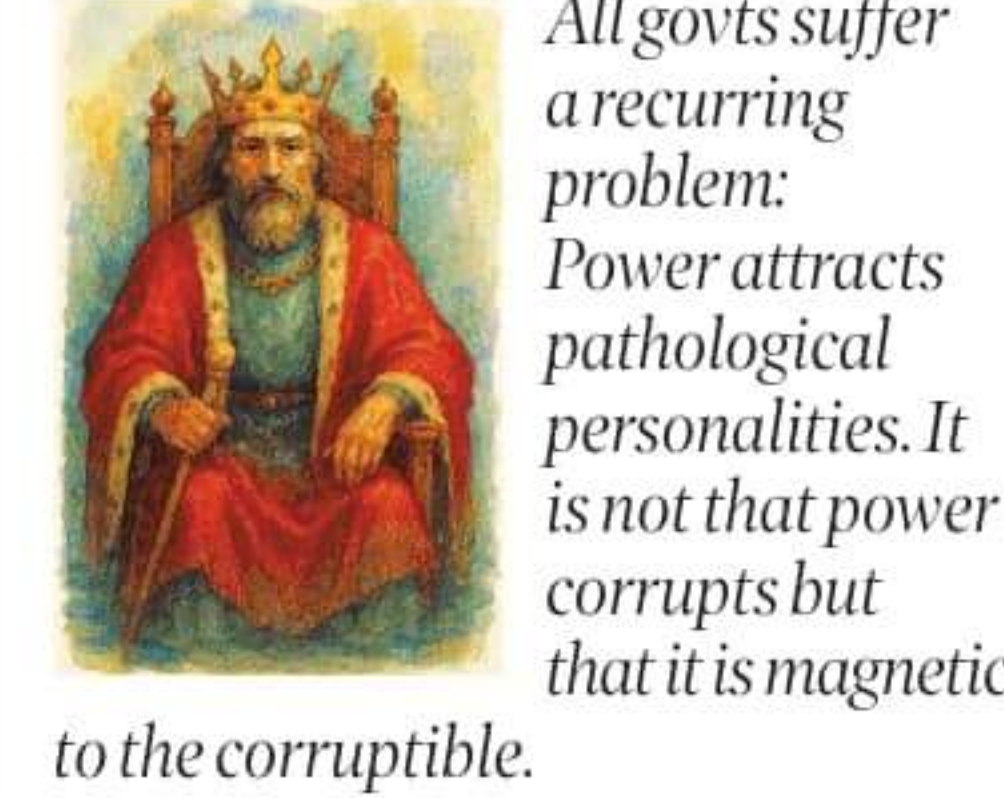 All govts suffer
a recurring
problem:
Power attracts
pathological
personalities. It
is not that power
corrupts but
that it is magnetic
to the corruptible.